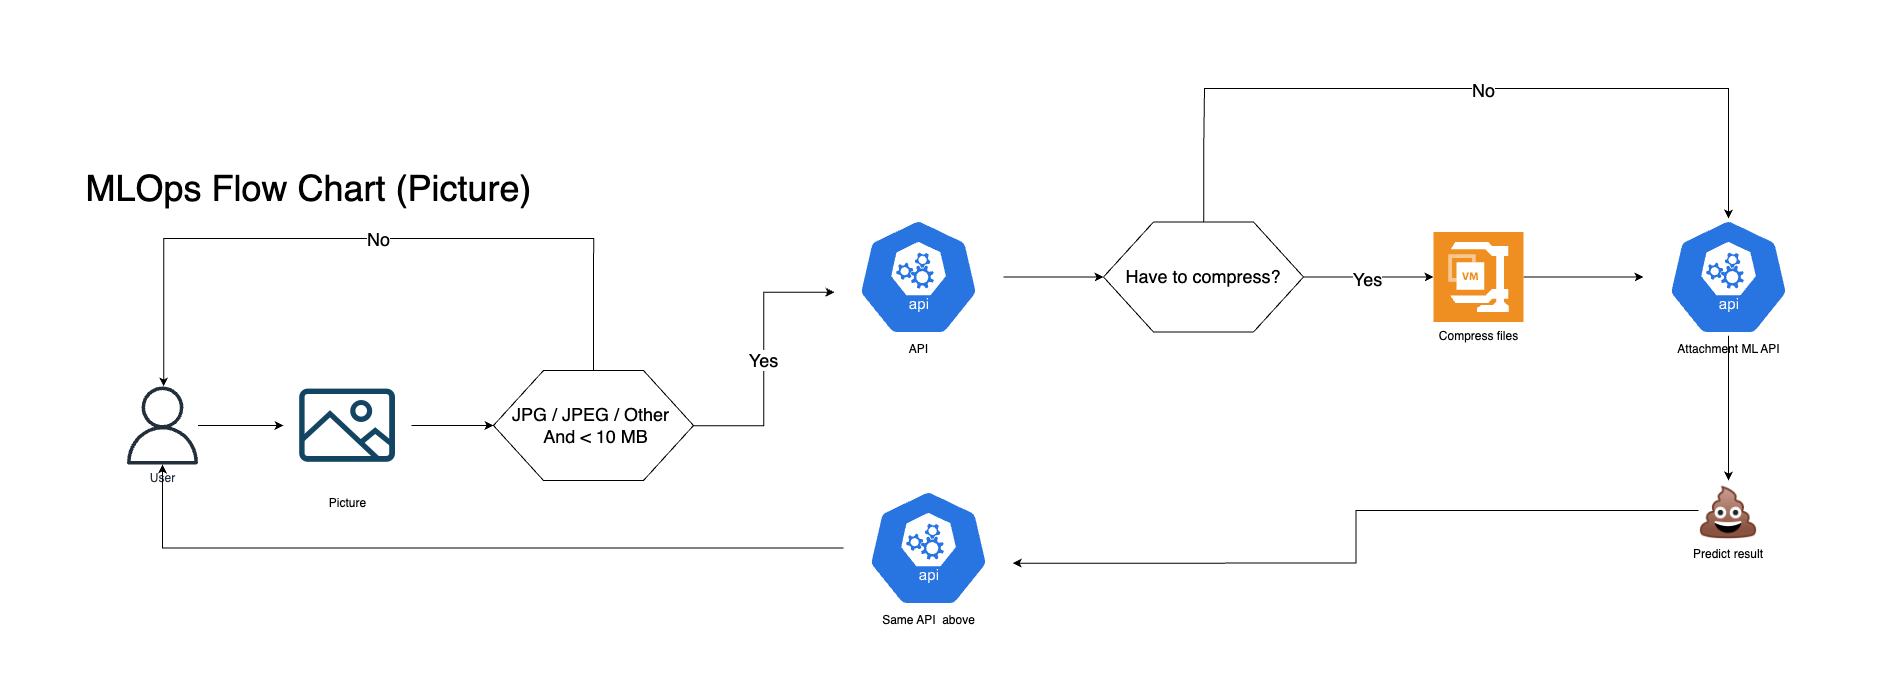 MLOps Flow Chart (Picture)
No
User
Picture
JPG / JPEG / Other
And < 10 MB
Yes
api
API
Have to compress?
No
Yes
VM
Compress files
api
Attachment ML API
Predict result
api
Same API  above